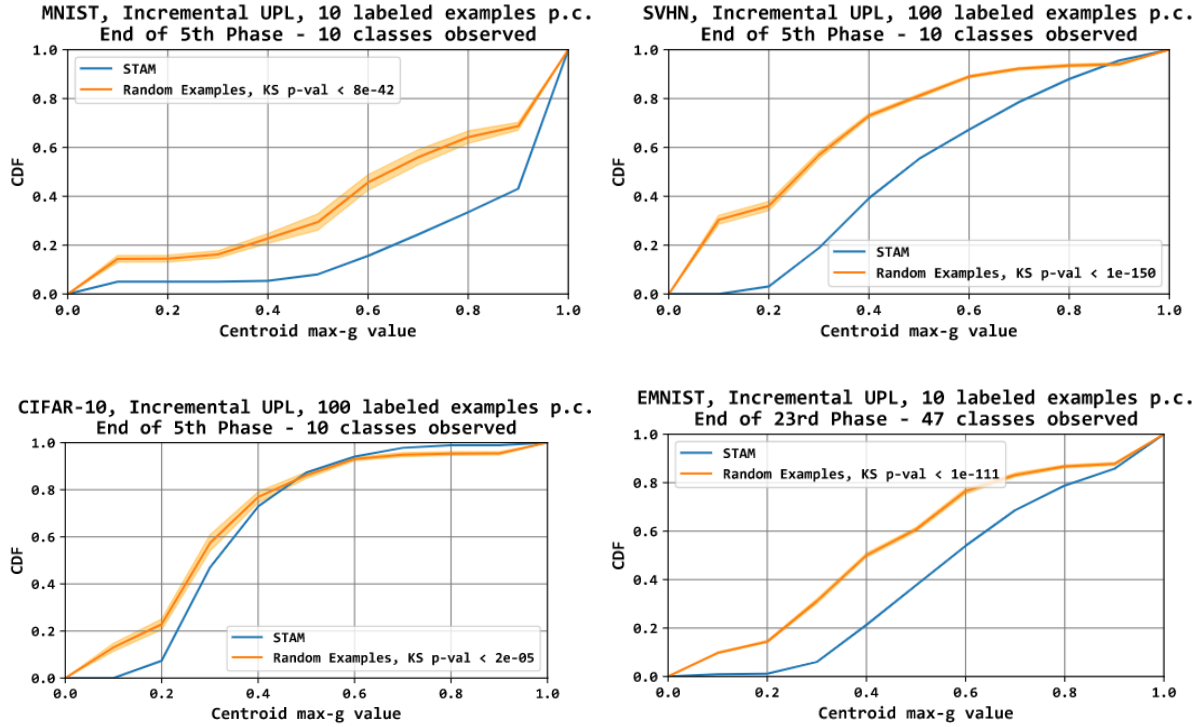 MNIST, Incremental UPL, 10 labeled examples p.c.
End of 5th Phase - 10 classes observed
1.0
0.8
0.6
0.4
0.2
0.0
CDF
STAM
Random Examples, KS p-val < 8e-42
0.0 0.2 0.4 0.6 0.8 1.0
Centroid max-g value
SVHN, Incremental UPL, 100 labeled examples p.c.
End of 5th Phase - 10 classes observed
1.0
0.8
0.6
0.4
0.2
0.0
CDF
STAM
Random Examples, KS p-val < 1e-150
0.0 0.2 0.4 0.6 0.8 1.0
Centroid max-g value
CIFAR-10, Incremental UPL, 100 labeled examples p.c.
End of 5th Phase - 10 classes observed
1.0
0.8
0.6
0.4
0.2
0.0
CDF
STAM
Random Examples, KS p-val < 2e-05
0.0 0.2 0.4 0.6 0.8 1.0
Centroid max-g value
EMNIST, Incremental UPL, 10 labeled examples p.c.
End of 23rd Phase - 47 classes observed
1.0
0.8
0.6
0.4
0.2
0.0
CDF
STAM
Random Examples, KS p-val < 1e-111
0.0 0.2 0.4 0.6 0.8 1.0
Centroid max-g value